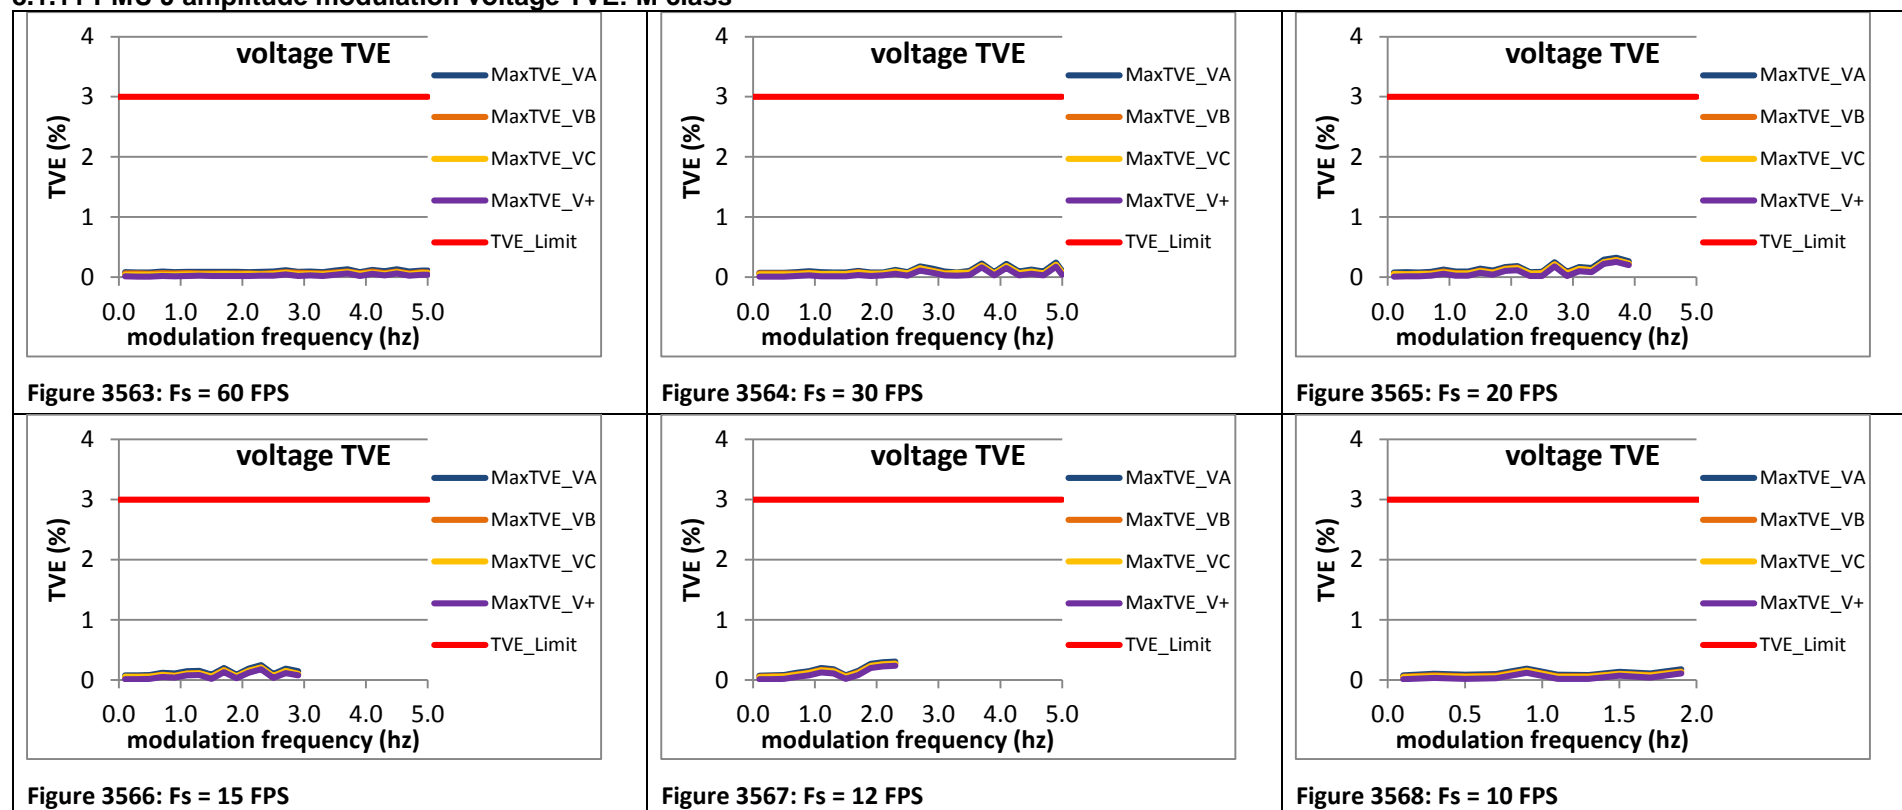 amplitude modulation voltage TVE: M class
voltage TVE
4
3
2
1
0
TVE (%)
MaxTVE_VA
MaxTVE_VB
MaxTVE_VC
MaxTVE_V+
TVE_Limit
0.0 1.0 2.0 3.0 4.0 5.0
modulation frequency (hz)
Figure 3563: Fs = 60 FPS
voltage TVE
4
3
2
1
0
TVE (%)
MaxTVE_VA
MaxTVE_VB
MaxTVE_VC
MaxTVE_V+
TVE_Limit
0.0 1.0 2.0 3.0 4.0 5.0
modulation frequency (hz)
Figure 3564: Fs = 30 FPS
voltage TVE
4
3
2
1
0
TVE (%)
MaxTVE_VA
MaxTVE_VB
MaxTVE_VC
MaxTVE_V+
TVE_Limit
0.0 1.0 2.0 3.0 4.0 5.0
modulation frequency (hz)
Figure 3565: Fs = 20 FPS
voltage TVE
4
3
2
1
0
TVE (%)
MaxTVE_VA
MaxTVE_VB
MaxTVE_VC
MaxTVE_V+
TVE_Limit
0.0 1.0 2.0 3.0 4.0 5.0
modulation frequency (hz)
Figure 3566: Fs = 15 FPS
voltage TVE
4
3
2
1
0
TVE (%)
MaxTVE_VA
MaxTVE_VB
MaxTVE_VC
MaxTVE_V+
TVE_Limit
0.0 1.0 2.0 3.0 4.0 5.0
modulation frequency (hz)
Figure 3567: Fs = 12 FPS
voltage TVE
4
3
2
1
0
TVE (%)
MaxTVE_VA
MaxTVE_VB
MaxTVE_VC
MaxTVE_V+
TVE_Limit
0.0 0.5 1.0 1.5 2.0
modulation frequency (hz)
Figure 3568: Fs = 10 FPS